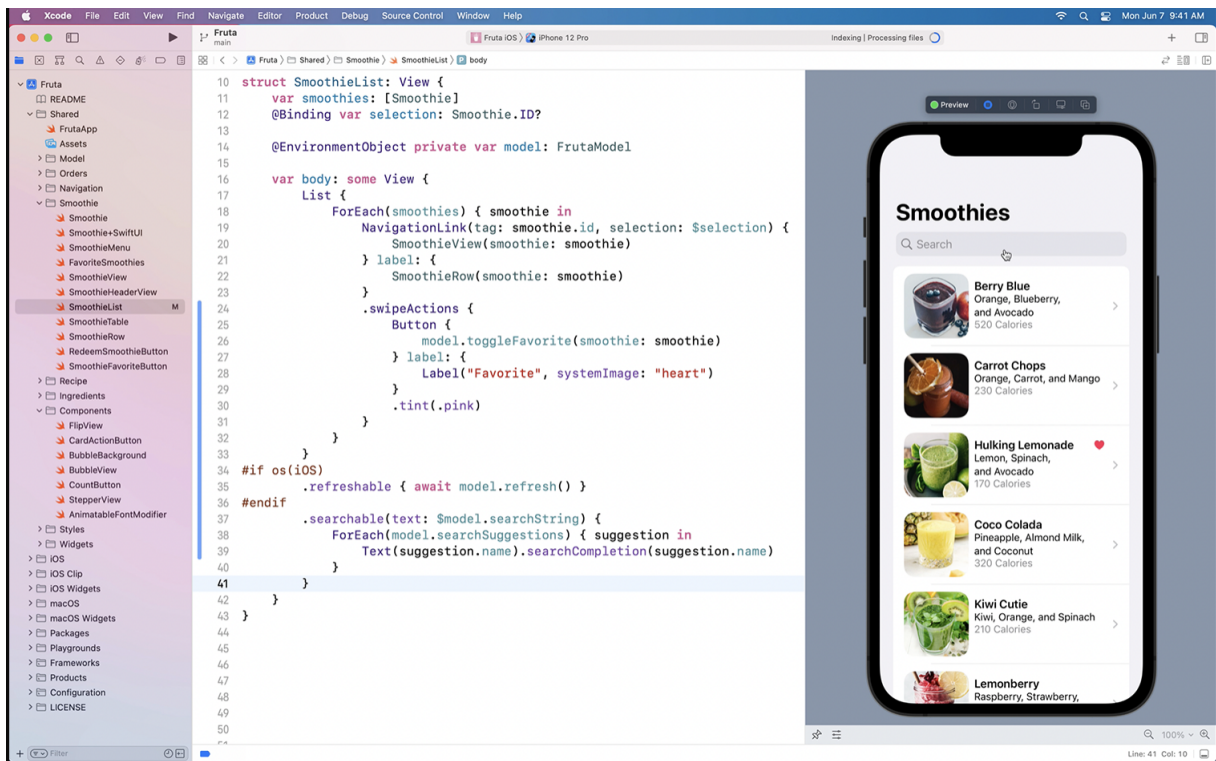 Xcode File Edit View Find Navigate Editor Product Debug Source Control Window Help Mon Jun 7 9:41 AM
Fruta
main
Fruta iOS iPhone 12 Pro
Indexing | Processing files
Fruta Shared Smoothie SmoothieList body
Fruta
README
Shared
FrutaApp
Assets
Model
Orders
Navigation
Smoothie
Smoothie
Smoothie+SwiftUI
SmoothieMenu
FavoriteSmoothies
SmoothieView
SmoothieHeaderView
SmoothieList M
SmoothieTable
SmoothieRow
RedeemSmoothieButton
SmoothieFavoriteButton
Recipe
Ingredients
Components
FlipView
CardActionButton
BubbleBackground
BubbleView
CountButton
StepperView
AnimatableFontModifier
Styles
Widgets
iOS
iOS Clip
iOS Widgets
macOS
macOS Widgets
Packages
Playgrounds
Frameworks
Products
Configuration
LICENSE
Filter
10 struct SmoothieList: View {
11     var smoothies: [Smoothie]
12     @Binding var selection: Smoothie.ID?
13
14     @EnvironmentObject private var model: FrutaModel
15
16     var body: some View {
17         List {
18             ForEach(smoothies) { smoothie in
19                 NavigationLink(tag: smoothie.id, selection: $selection) {
20                     SmoothieView(smoothie: smoothie)
21                 } label: {
22                     SmoothieRow(smoothie: smoothie)
23                 }
24                 .swipeActions {
25                     Button {
26                         model.toggleFavorite(smoothie: smoothie)
27                     } label: {
28                         Label("Favorite", systemImage: "heart")
29                     }
30                     .tint(.pink)
31                 }
32             }
33         }
34 #if os(iOS)
35         .refreshable { await model.refresh() }
36 #endif
37         .searchable(text: $model.searchString) {
38             ForEach(model.searchSuggestions) { suggestion in
39                 Text(suggestion.name).searchCompletion(suggestion.name)
40             }
41         }
42     }
43 }
44
45
46
47
48
49
50
Preview
Smoothies
Search
Berry Blue
Orange, Blueberry,
and Avocado
520 Calories
Carrot Chops
Orange, Carrot, and Mango
230 Calories
Hulking Lemonade
Lemon, Spinach,
and Avocado
170 Calories
Coco Colada
Pineapple, Almond Milk,
and Coconut
320 Calories
Kiwi Cutie
Kiwi, Orange, and Spinach
210 Calories
Lemonberry
Raspberry, Strawberry,
100%
Line: 41 Col: 10